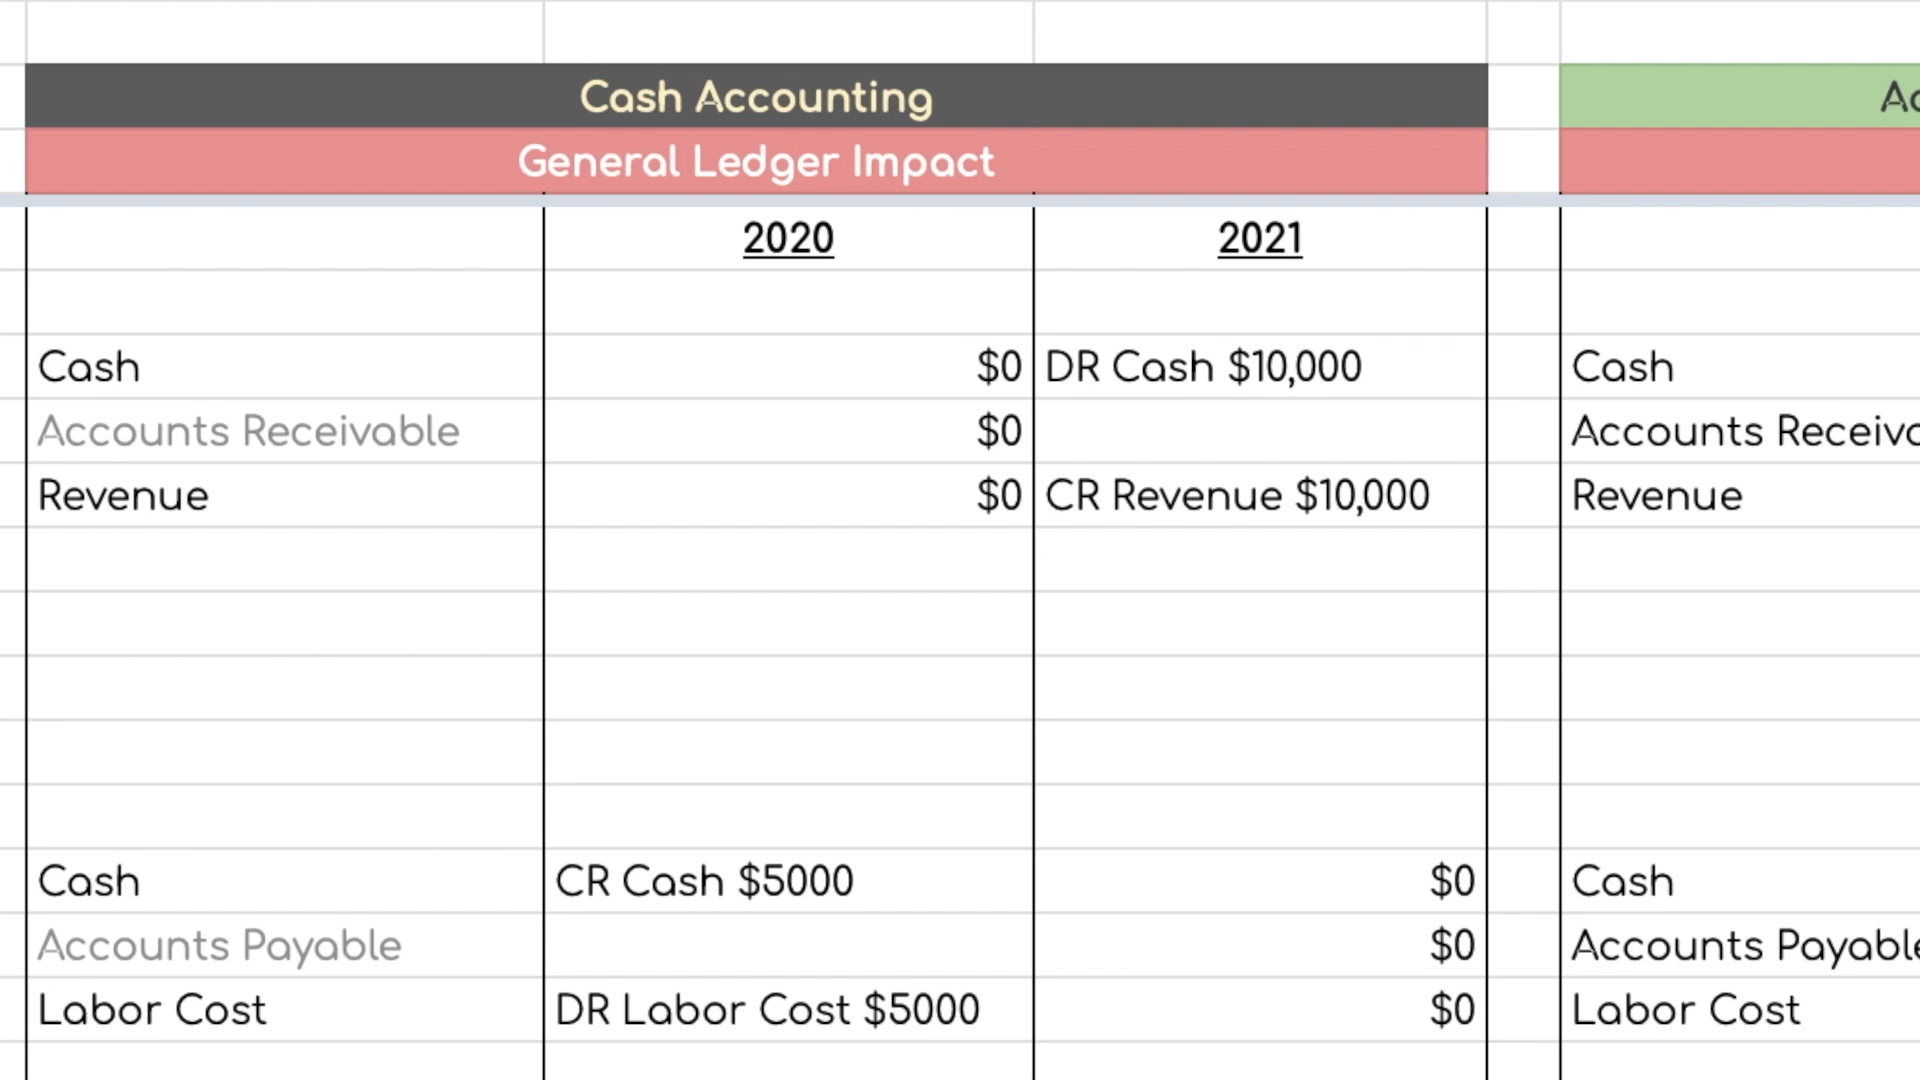 Cash Accounting
General Ledger Impact
2020 2021
Cash $0 DR Cash $10,000 Cash
Accounts Receivable $0
Revenue $0 CR Revenue $10,000 Revenue
Cash CR Cash $5000 $0 Cash
Accounts Payable $0 Accounts Payable
Labor Cost DR Labor Cost $5000 $0 Labor Cost